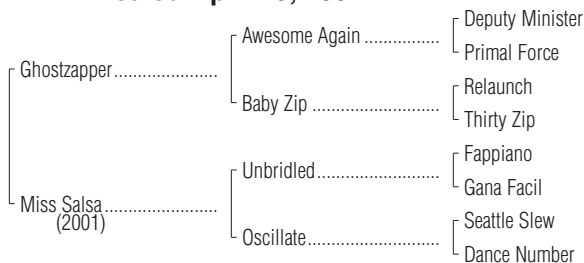 Deputy Minister
Awesome Again ....................
Primal Force
Ghostzapper...........................
Relaunch
Baby Zip ..................................
Thirty Zip
Fappiano
Unbridled.................................
Gana Facil
Miss Salsa.............................
(2001)
Seattle Slew
Oscillate...................................
Dance Number